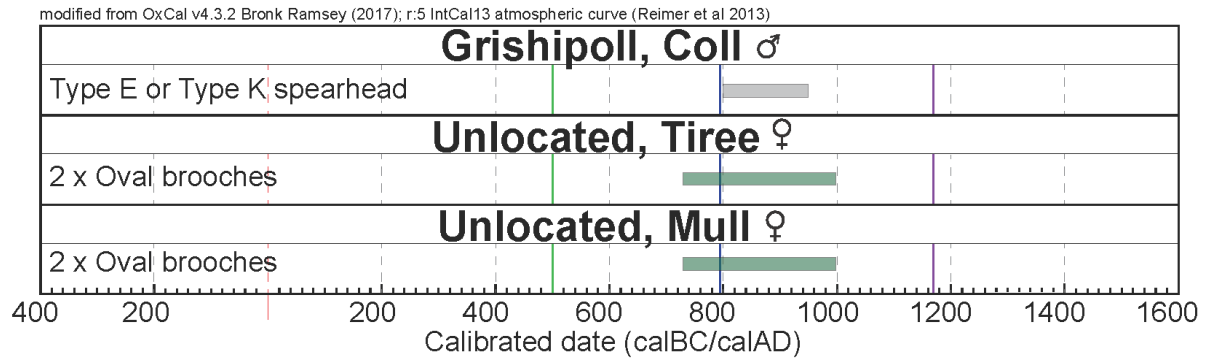 modified from OxCal v4.3.2 Bronk Ramsey (2017); r:5 IntCal13 atmospheric curve (Reimer et al 2013)
Grishipoll, Coll ♂
Type E or Type K spearhead
Unlocated, Tiree ♀
2 x Oval brooches
Unlocated, Mull ♀
2 x Oval brooches
400 200 200 400 600 800 1000 1200 1400 1600
Calibrated date (calBC/calAD)